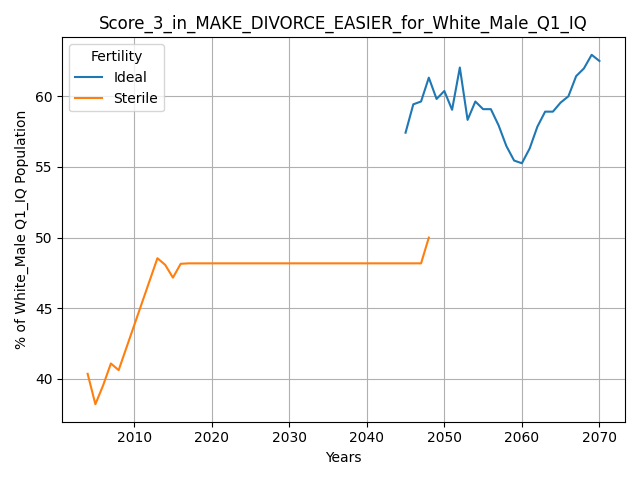 Score_3_in_MAKE_DIVORCE_EASIER_for_White_Male_Q1_IQ
Fertility
Ideal
Sterile
% of White_Male Q1_IQ Population
60
55
50
45
40
2010 2020 2030 2040 2050 2060 2070
Years